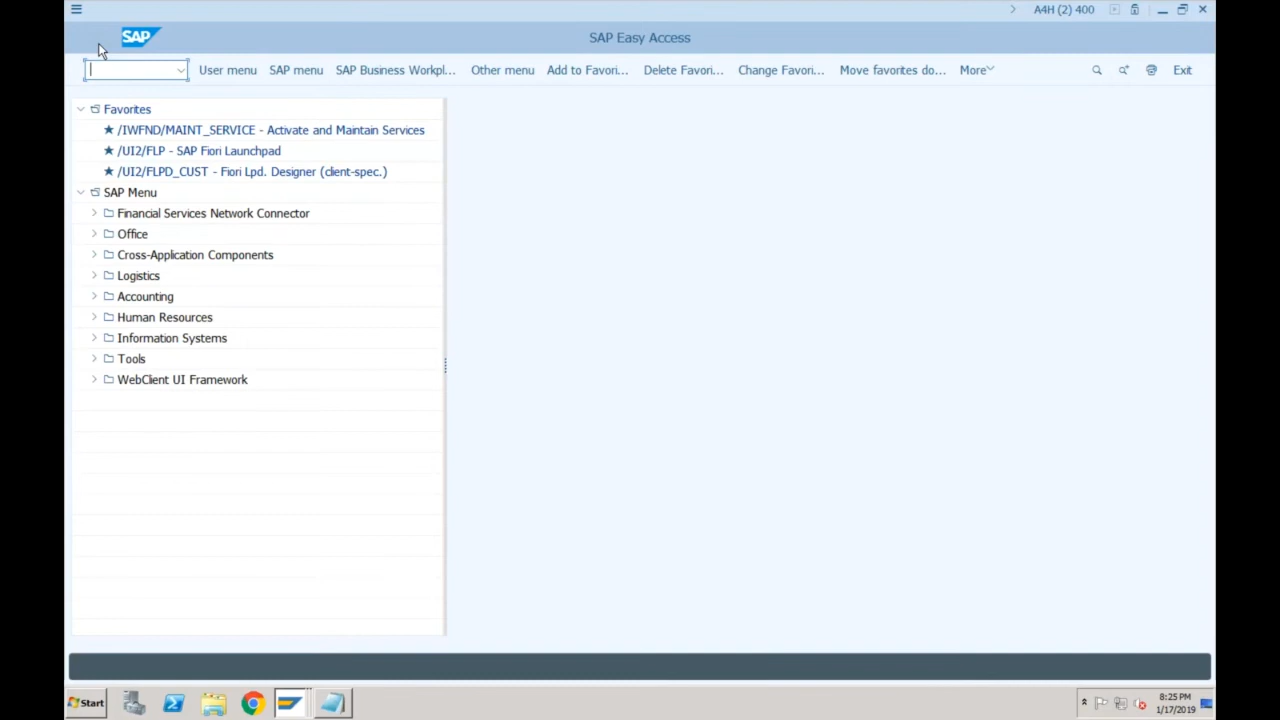 A4H (2) 400
SAP
SAP Easy Access
User menu SAP menu SAP Business Workpl... Other menu Add to Favori... Delete Favori... Change Favori... Move favorites do... More Exit
Favorites
/IWFND/MAINT_SERVICE - Activate and Maintain Services
/UI2/FLP - SAP Fiori Launchpad
/UI2/FLPD_CUST - Fiori Lpd. Designer (client-spec.)
SAP Menu
Financial Services Network Connector
Office
Cross-Application Components
Logistics
Accounting
Human Resources
Information Systems
Tools
WebClient UI Framework
Start
8:25 PM
1/17/2019